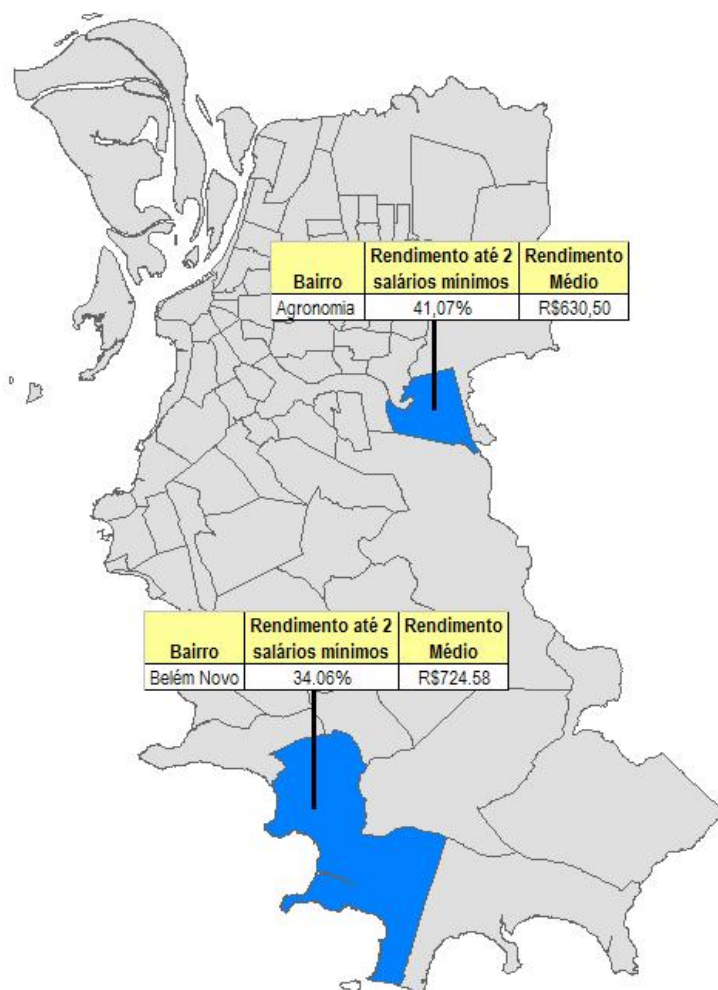 Bairro Rendimento até 2 salários mínimos Rendimento Médio
Agronomia 41,07% R$630,50
Bairro Rendimento até 2 salários mínimos Rendimento Médio
Belém Novo 34.06% R$724.58